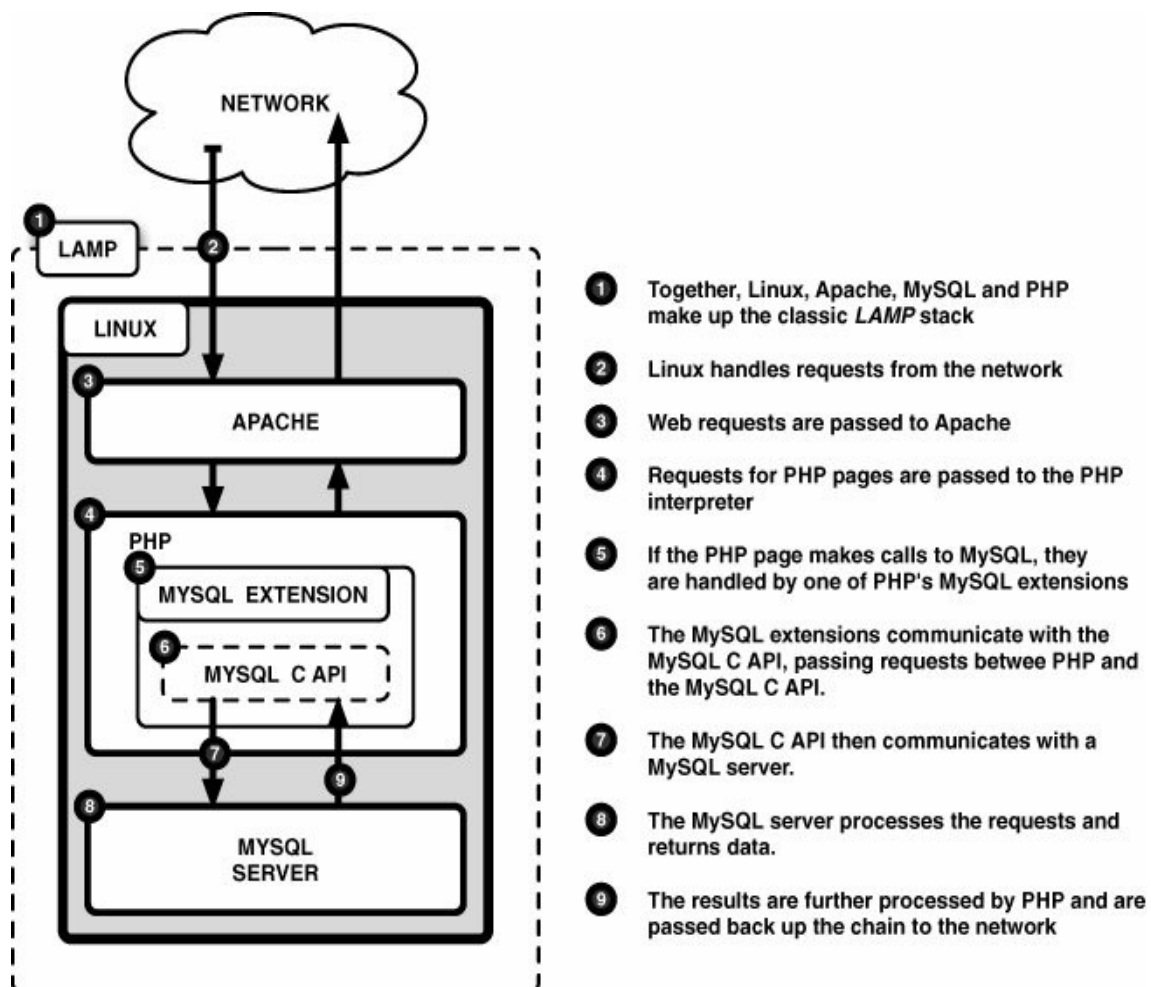 NETWORK
1
LAMP
2
LINUX
3
APACHE
4
PHP
5
MYSQL EXTENSION
6
MYSQL C API
7
9
8
MYSQL
SERVER
1 Together, Linux, Apache, MySQL and PHP
make up the classic LAMP stack
2 Linux handles requests from the network
3 Web requests are passed to Apache
4 Requests for PHP pages are passed to the PHP
interpreter
5 If the PHP page makes calls to MySQL, they
are handled by one of PHP's MySQL extensions
6 The MySQL extensions communicate with the
MySQL C API, passing requests betwee PHP and
the MySQL C API.
7 The MySQL C API then communicates with a
MySQL server.
8 The MySQL server processes the requests and
returns data.
9 The results are further processed by PHP and are
passed back up the chain to the network